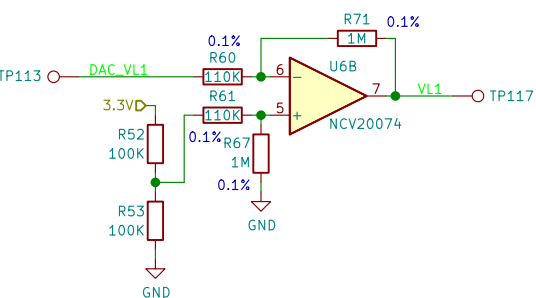 R71
0.1%
1M
0.1%
R60
110K
U6B
TP113
DAC_VL1
6
7
VL1
TP117
3.3V
R61
110K
5
NCV20074
R52
100K
0.1%
R67
1M
0.1%
R53
100K
GND
GND